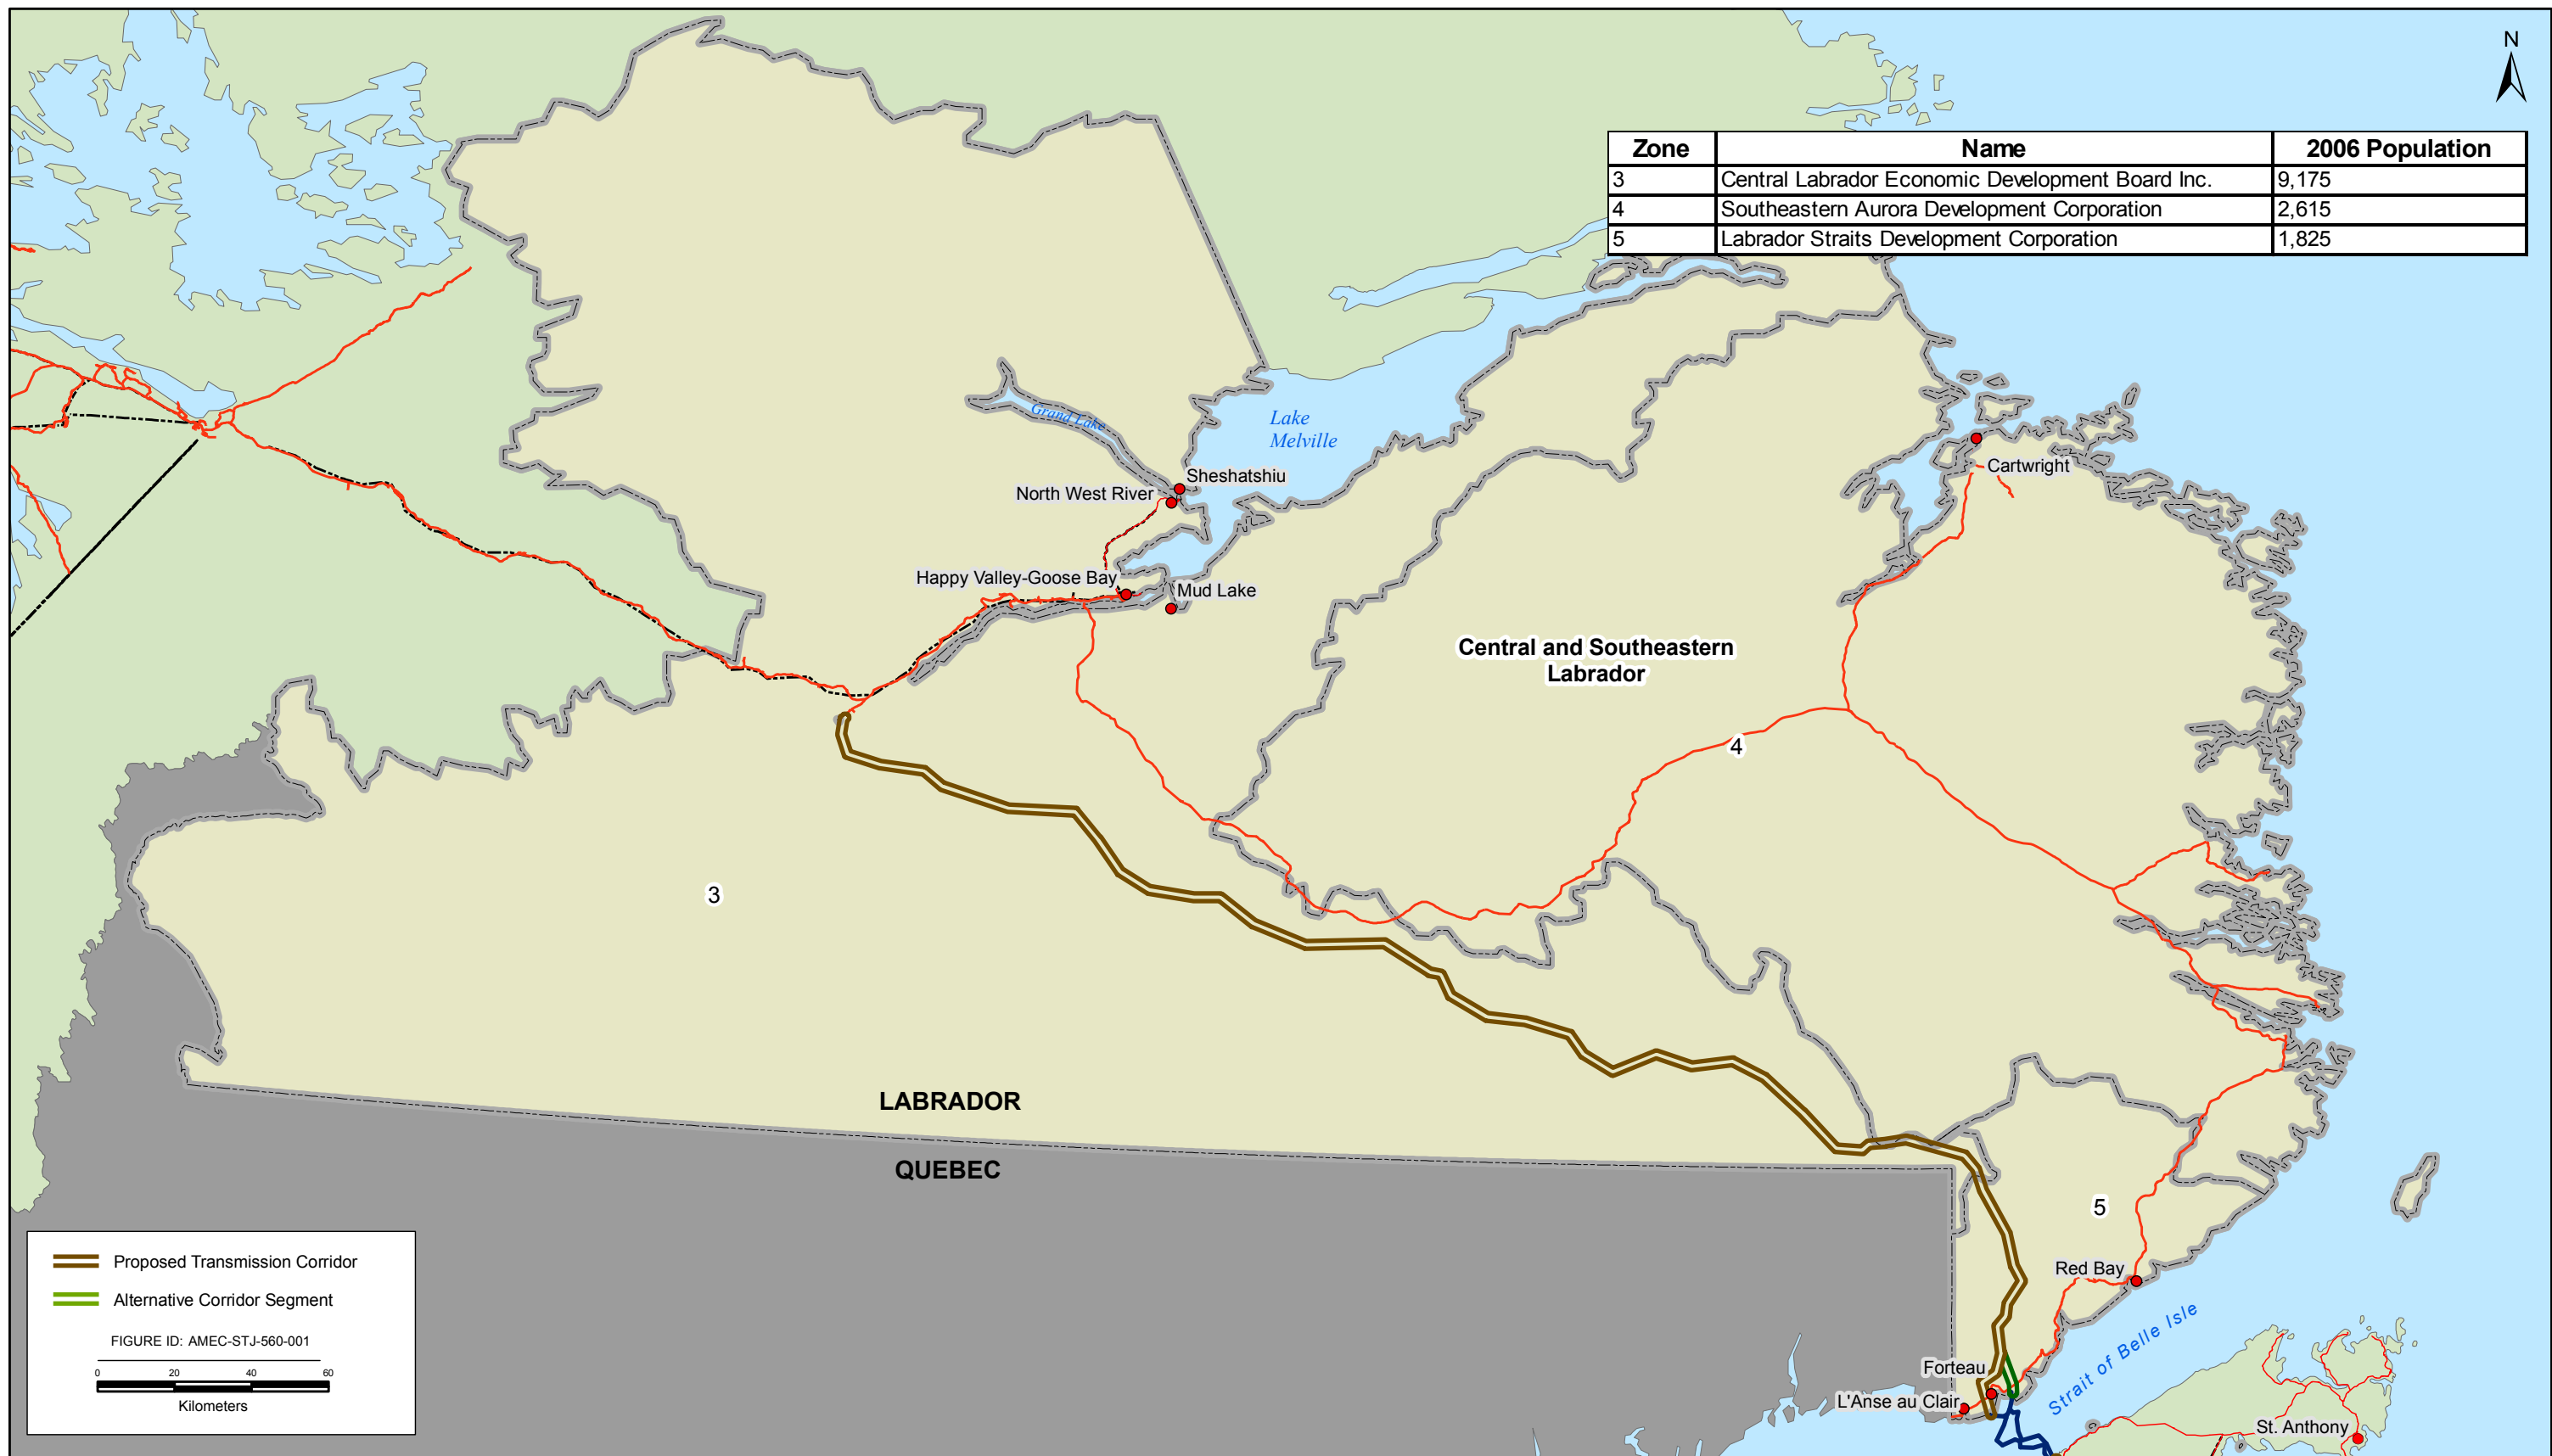 N
Zone Name 2006 Population
3 Central Labrador Economic Development Board Inc. 9,175
4 Southeastern Aurora Development Corporation 2,615
5 Labrador Straits Development Corporation 1,825
Grand Lake
Lake
Melville
Sheshatshiu
North West River
Cartwright
Happy Valley-Goose Bay
Mud Lake
Central and Southeastern
Labrador
4
3
LABRADOR
QUEBEC
5
Red Bay
Strait of Belle Isle
Forteau
L'Anse au Clair
St. Anthony
Proposed Transmission Corridor
Alternative Corridor Segment
FIGURE ID: AMEC-STJ-560-001
0 20 40 60
Kilometers